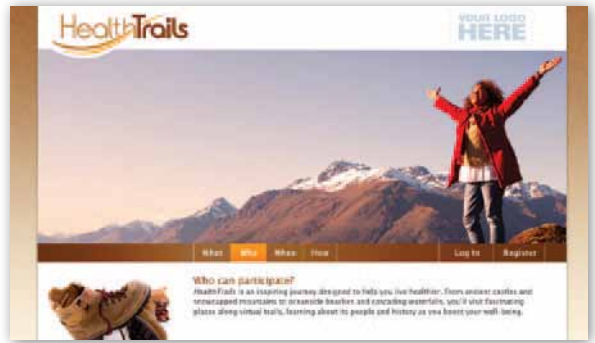 HealthTrails
YOUR LOGO
HERE
What Who When How Log In Register
Who can participate?
HealthTrails is an inspiring journey designed to help you live healthier. From ancient castles and
snowcapped mountains to oceanside beaches and cascading waterfalls, you'll visit fascinating
places along virtual trails, learning about its people and history as you boost your well-being.